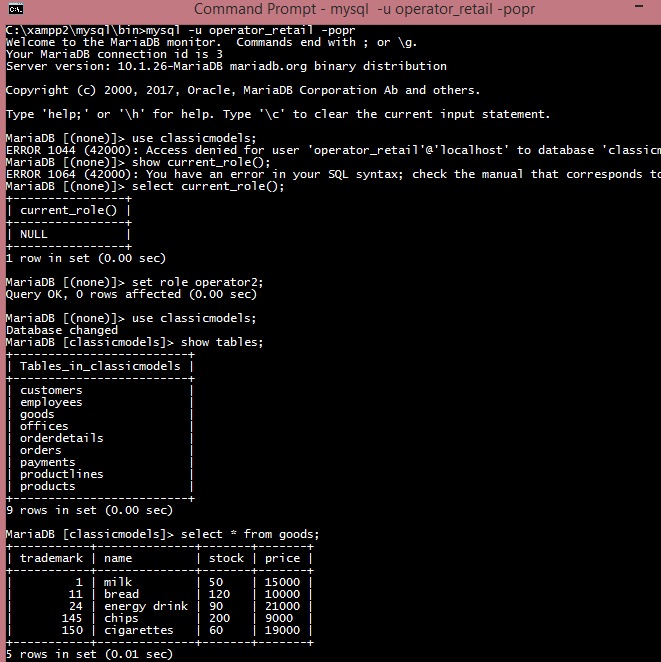 Command Prompt - mysql  -u operator_retail -popr
C:\xampp2\mysql\bin>mysql -u operator_retail -popr
Welcome to the MariaDB monitor.  Commands end with ; or \g.
Your MariaDB connection id is 3
Server version: 10.1.26-MariaDB mariadb.org binary distribution

Copyright (c) 2000, 2017, Oracle, MariaDB Corporation Ab and others.

Type 'help;' or '\h' for help. Type '\c' to clear the current input statement.

MariaDB [(none)]> use classicmodels;
ERROR 1044 (42000): Access denied for user 'operator_retail'@'localhost' to database 'classicm
MariaDB [(none)]> show current_role();
ERROR 1064 (42000): You have an error in your SQL syntax; check the manual that corresponds to
MariaDB [(none)]> select current_role();
+----------------+
| current_role() |
+----------------+
| NULL           |
+----------------+
1 row in set (0.00 sec)

MariaDB [(none)]> set role operator2;
Query OK, 0 rows affected (0.00 sec)

MariaDB [(none)]> use classicmodels;
Database changed
MariaDB [classicmodels]> show tables;
+-------------------------+
| Tables_in_classicmodels |
+-------------------------+
| customers               |
| employees               |
| goods                   |
| offices                 |
| orderdetails            |
| orders                  |
| payments                |
| productlines            |
| products                |
+-------------------------+
9 rows in set (0.00 sec)

MariaDB [classicmodels]> select * from goods;
+-----------+--------------+-------+-------+
| trademark | name         | stock | price |
+-----------+--------------+-------+-------+
|         1 | milk         | 50    | 15000 |
|        11 | bread        | 120   | 10000 |
|        24 | energy drink | 90    | 21000 |
|       145 | chips        | 200   | 9000  |
|       150 | cigarettes   | 60    | 19000 |
+-----------+--------------+-------+-------+
5 rows in set (0.01 sec)